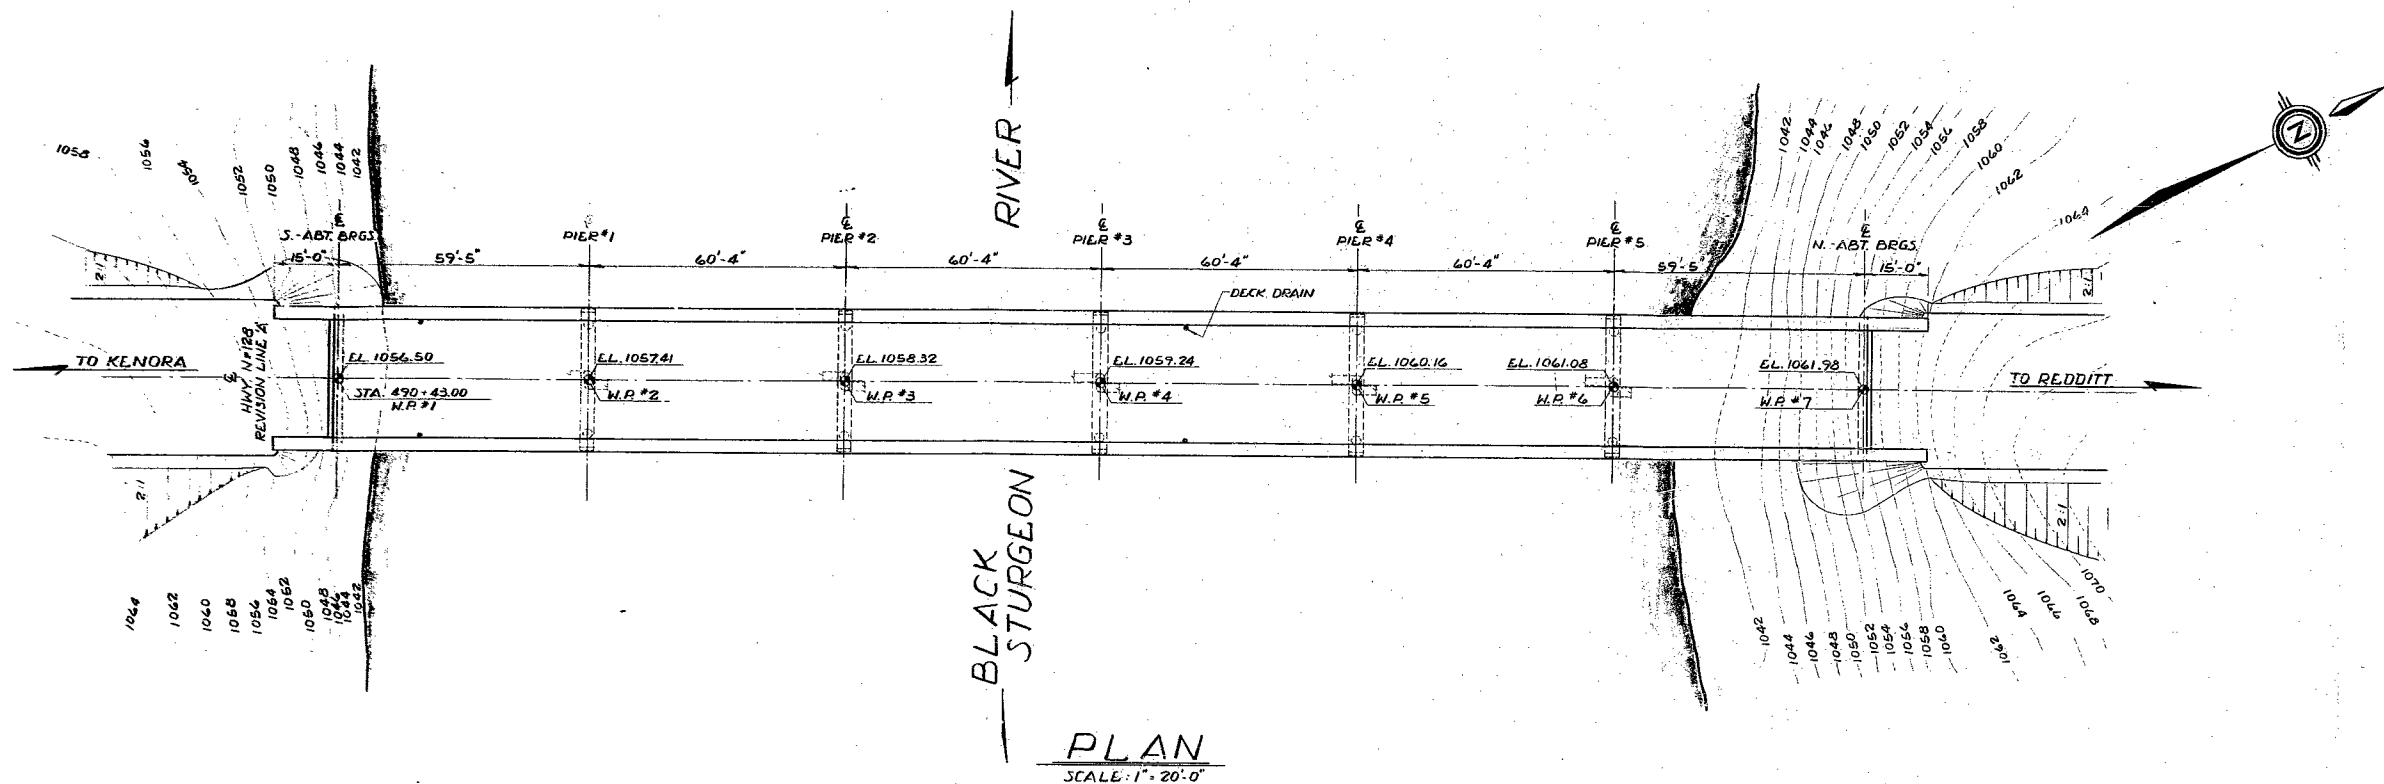 RIVER
BLACK
STURGEON
1058
1056
1054
1052
1050
1048
1046
1044
1042
1042
1044
1046
1048
1050
1052
1054
1056
1058
1060
1062
1064
N
S.-ABT. BRGS.
℄
PIER #1
℄
PIER #2
℄
PIER #3
℄
PIER #4
℄
PIER #5
℄
N.-ABT. BRGS.
15'-0"
59'-5"
60'-4"
60'-4"
60'-4"
60'-4"
59'-5"
15'-0"
2:1
2:1
DECK DRAIN
TO KENORA
℄
HWY. Nº 128
REVISION LINE 'A'
EL. 1056.50
STA. 490+43.00
W.P. #1
EL. 1057.41
W.P. #2
EL. 1058.32
W.P. #3
EL. 1059.24
W.P. #4
EL. 1060.16
W.P. #5
EL. 1061.08
W.P. #6
EL. 1061.98
W.P. #7
TO REDDITT
2:1
2:1
1064
1062
1060
1058
1056
1054
1052
1050
1048
1046
1044
1042
1042
1044
1046
1048
1050
1052
1054
1056
1058
1060
1062
1064
1066
1068
1070
PLAN
SCALE: 1" = 20'-0"